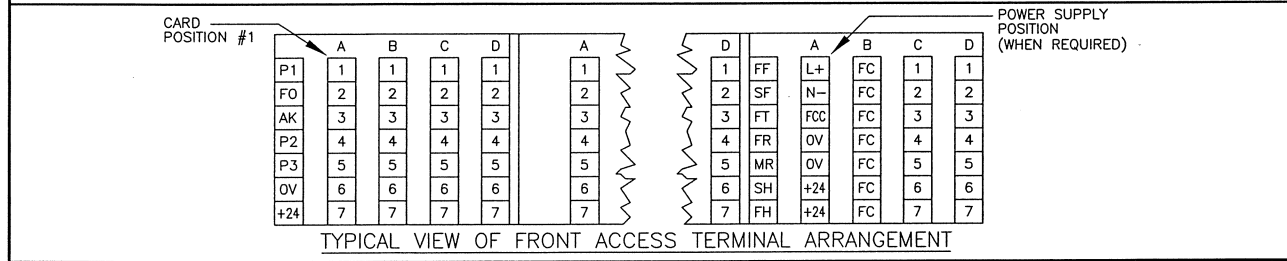 CARD
POSITION #1
POWER SUPPLY
POSITION
(WHEN REQUIRED)
A B C D A D A B C D
P1 1 1 1 1 1 1 FF L+ FC 1 1
FO 2 2 2 2 2 2 SF N− FC 2 2
AK 3 3 3 3 3 3 FT FCC FC 3 3
P2 4 4 4 4 4 4 FR OV FC 4 4
P3 5 5 5 5 5 5 MR OV FC 5 5
OV 6 6 6 6 6 6 SH +24 FC 6 6
+24 7 7 7 7 7 7 FH +24 FC 7 7
TYPICAL VIEW OF FRONT ACCESS TERMINAL ARRANGEMENT